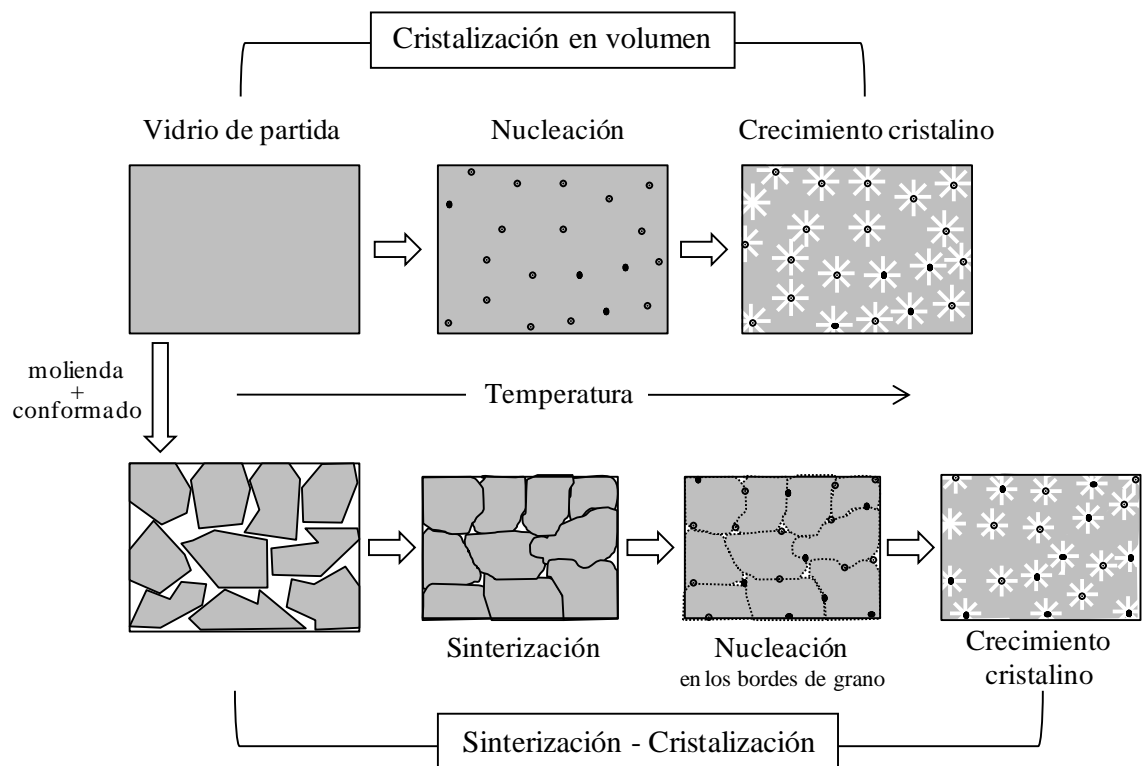 Cristalización en volumen
Vidrio de partida
Nucleación
Crecimiento cristalino
molienda
+
conformado
Temperatura
Sinterización
Nucleación
en los bordes de grano
Crecimiento
cristalino
Sinterización - Cristalización